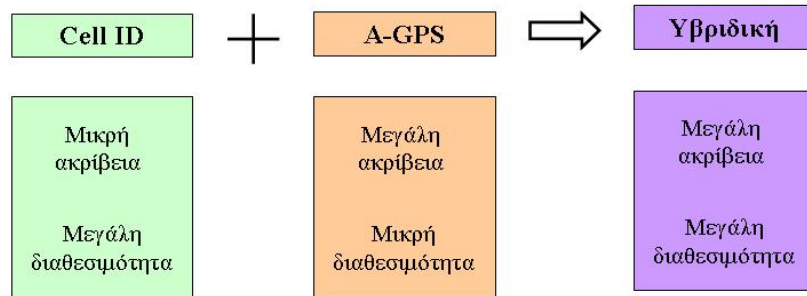 Cell ID
A-GPS
Υβριδική
Μικρή
ακρίβεια
Μεγάλη
διαθεσιμότητα
Μεγάλη
ακρίβεια
Μικρή
διαθεσιμότητα
Μεγάλη
ακρίβεια
Μεγάλη
διαθεσιμότητα